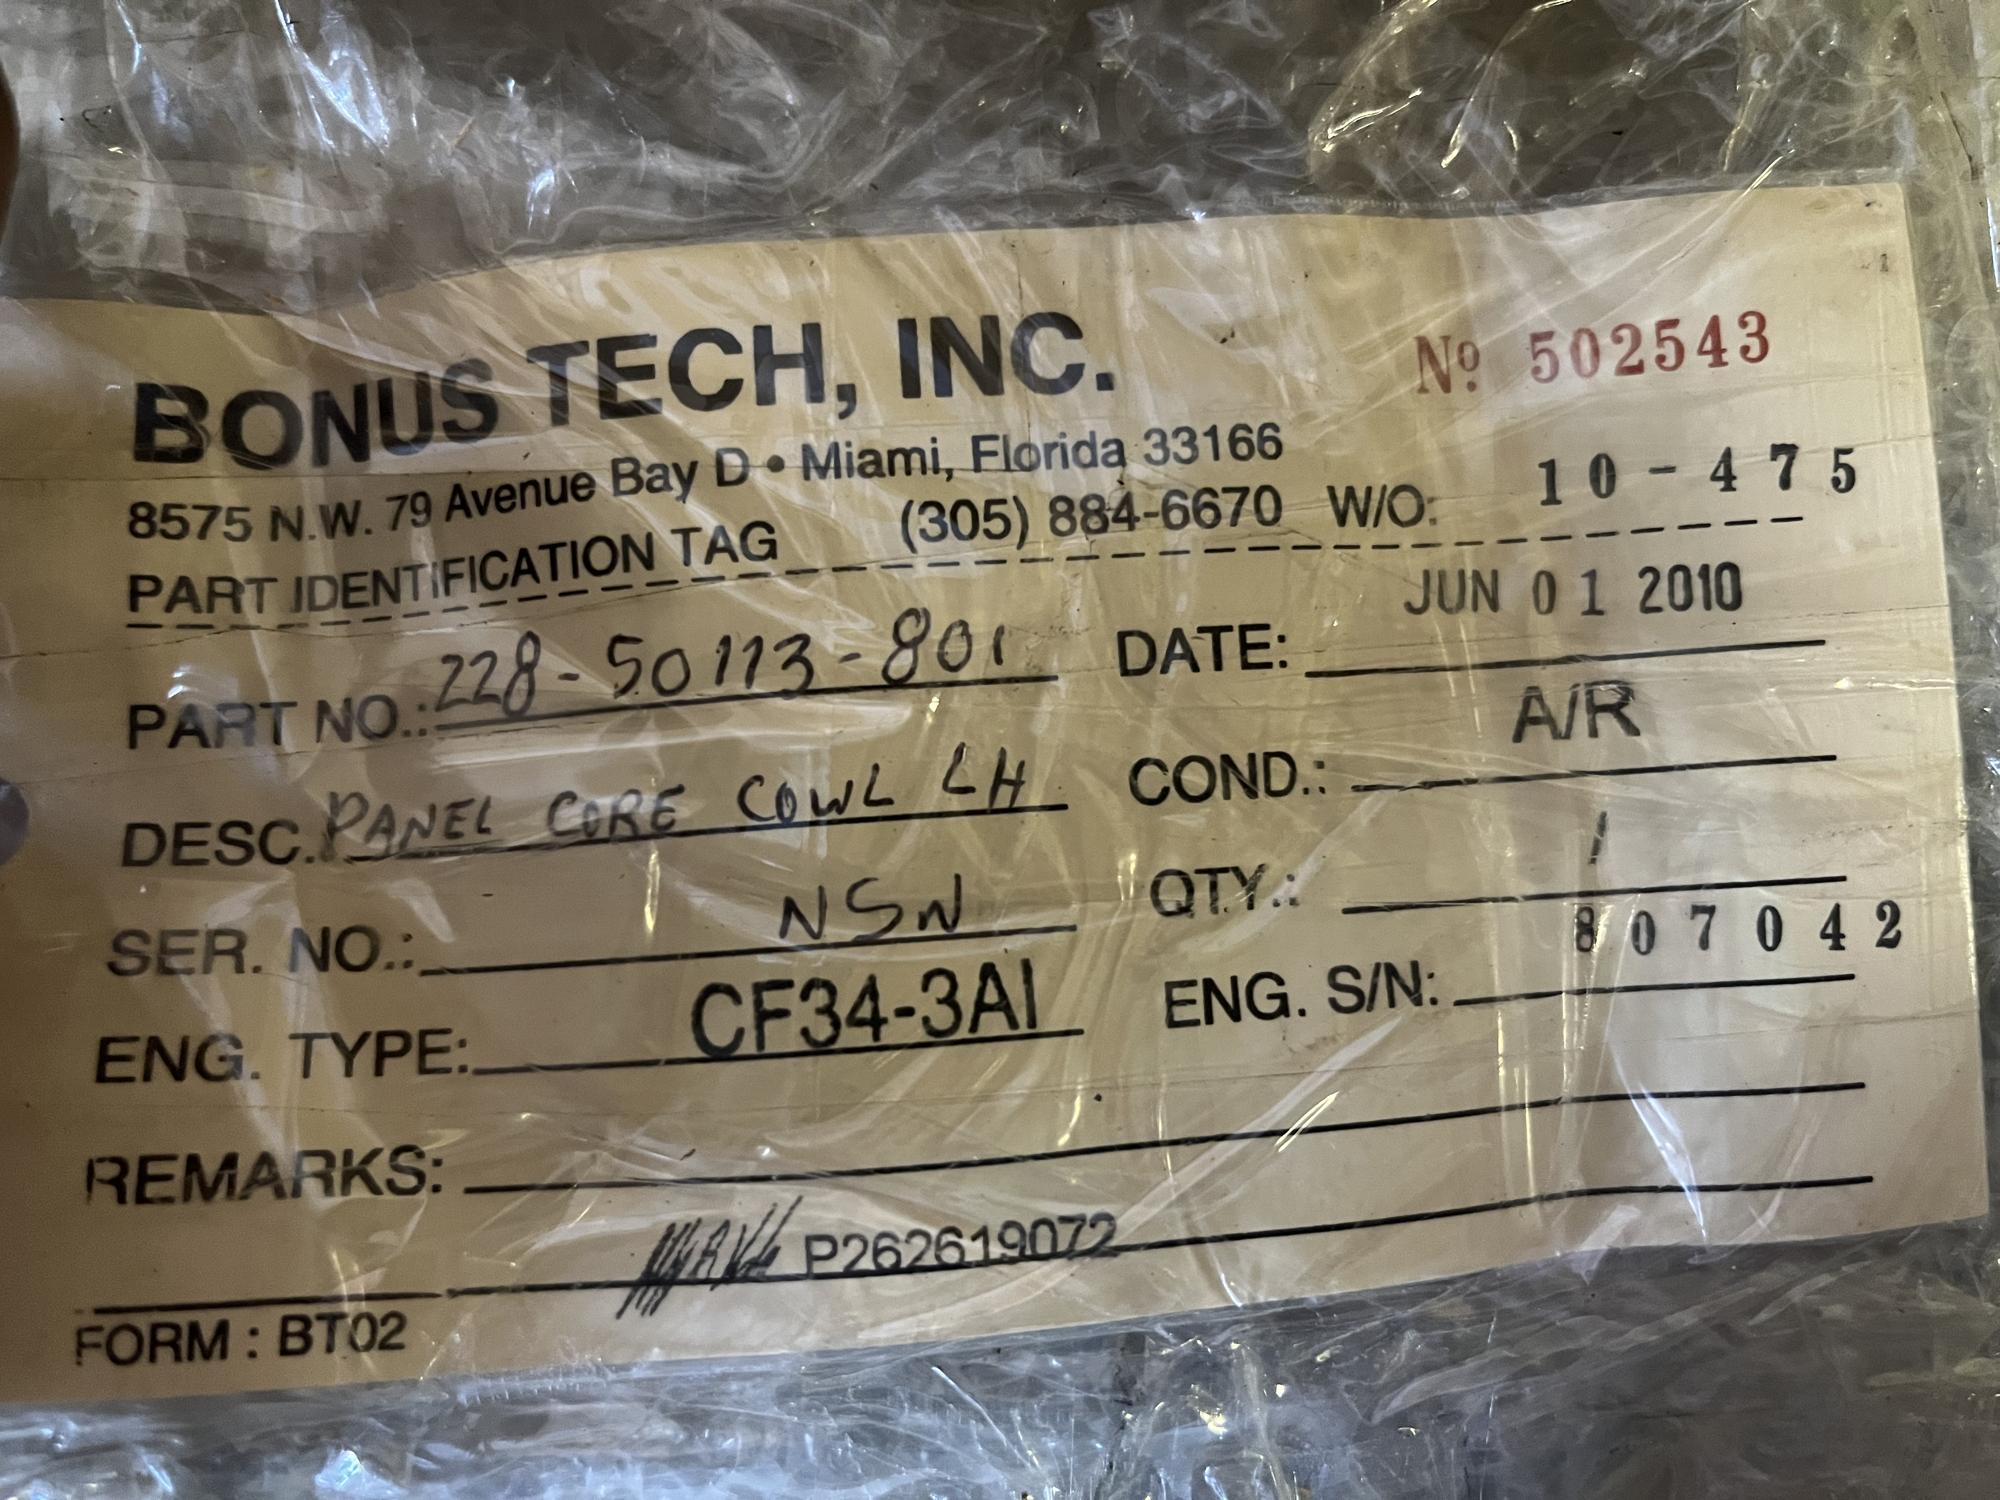 BONUS TECH, INC.
Nº 502543
8575 N.W. 79 Avenue Bay D • Miami, Florida 33166
PART IDENTIFICATION TAG (305) 884-6670 W/O: 10-475
PART NO.: 228-50113-801 DATE: JUN 01 2010
DESC. PANEL CORE COWL LH COND.: A/R
SER. NO.: NSN QTY.: 1
ENG. TYPE: CF34-3A1 ENG. S/N: 807042
REMARKS:
P262619072
FORM : BT02